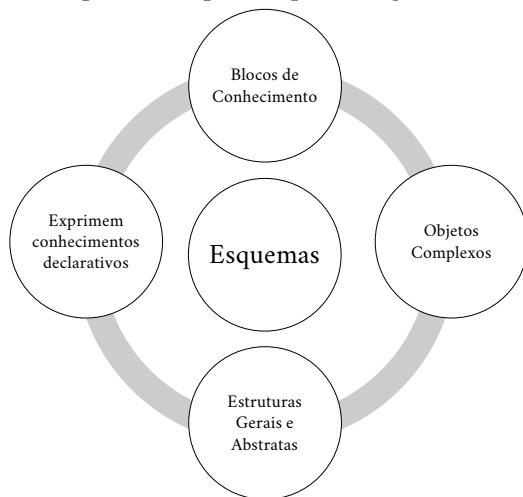 Blocos de
Conhecimento
Exprimem
conhecimentos
declarativos
Esquemas
Objetos
Complexos
Estruturas
Gerais e
Abstratas